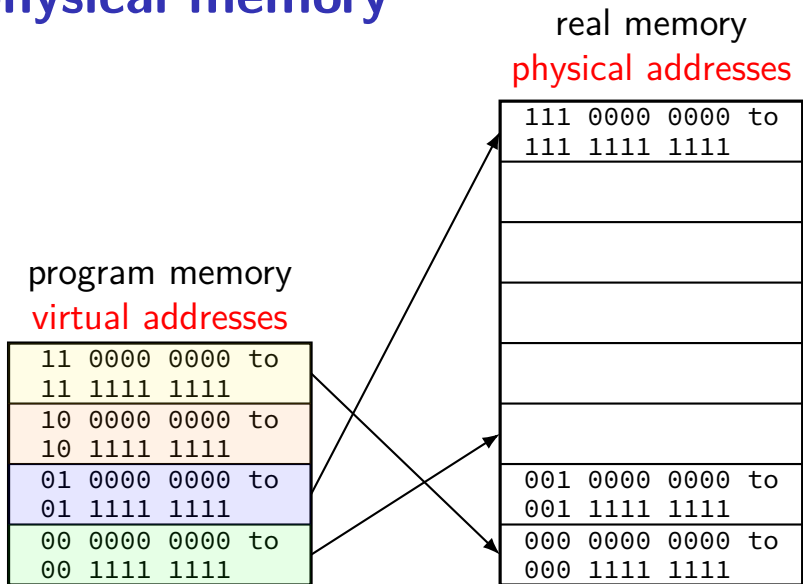 physical memory
real memory
physical addresses
111 0000 0000 to
111 1111 1111
program memory
virtual addresses
11 0000 0000 to
11 1111 1111
10 0000 0000 to
10 1111 1111
01 0000 0000 to
01 1111 1111
00 0000 0000 to
00 1111 1111
001 0000 0000 to
001 1111 1111
000 0000 0000 to
000 1111 1111